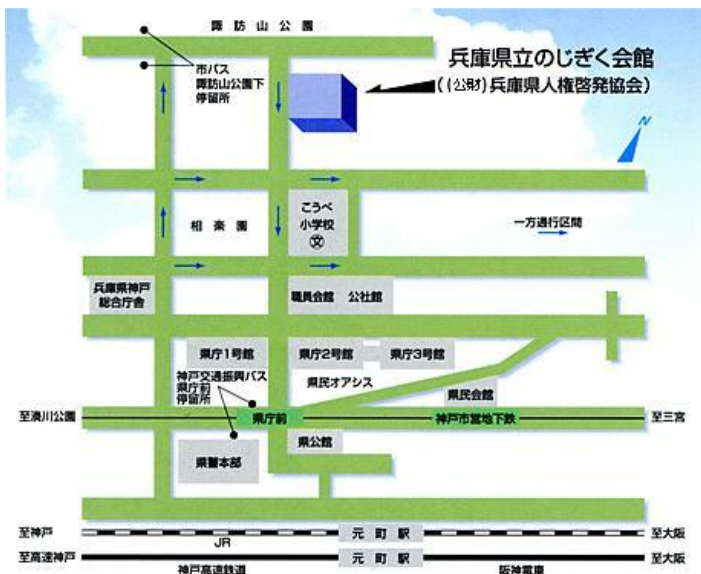 諏訪山公園
兵庫県立のじぎく会館
((公財)兵庫県人権啓発協会)
市バス
諏訪山公園下
停留所
N
こうべ
小学校
文
相楽園
一方通行区間
兵庫県神戸
総合庁舎
職員会館 公社館
県庁1号館
県庁2号館
県庁3号館
神戸交通振興バス
県庁前
停留所
県民オアシス
県民会館
至湊川公園
県庁前
神戸市営地下鉄
至三宮
県公館
県警本部
至神戸
JR
元町駅
至大阪
至高速神戸
神戸高速鉄道
元町駅
阪神電車
至大阪